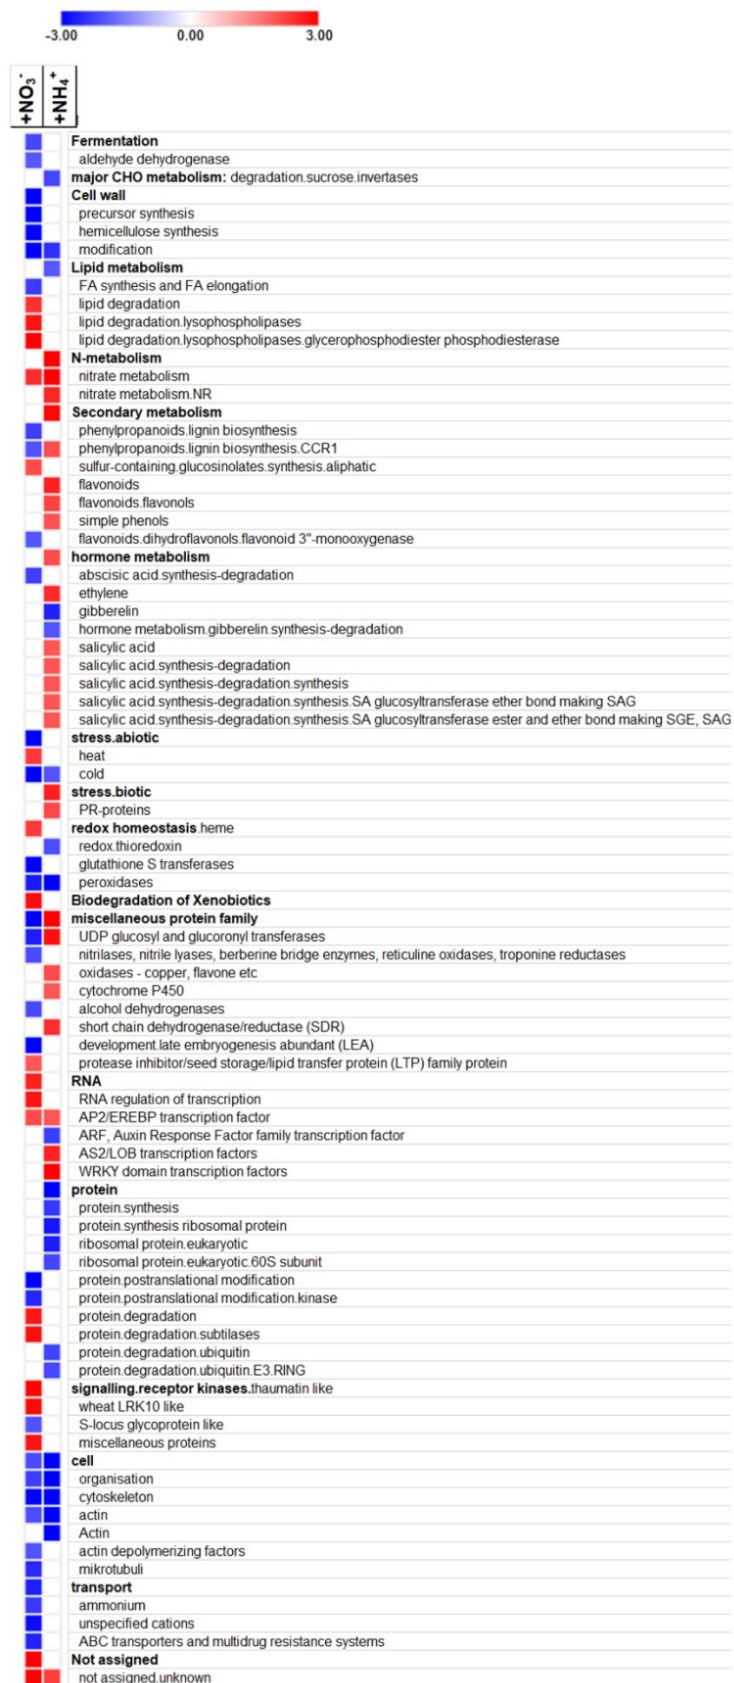 -3.00 0.00 3.00
+NO₃⁻ +NH₄⁺
Fermentation
aldehyde dehydrogenase
major CHO metabolism: degradation.sucrose.invertases
Cell wall
precursor synthesis
hemicellulose synthesis
modification
Lipid metabolism
FA synthesis and FA elongation
lipid degradation
lipid degradation.lysophospholipases
lipid degradation.lysophospholipases.glycerophosphodiester phosphodiesterase
N-metabolism
nitrate metabolism
nitrate metabolism.NR
Secondary metabolism
phenylpropanoids.lignin biosynthesis
phenylpropanoids.lignin biosynthesis.CCR1
sulfur-containing.glucosinolates.synthesis.aliphatic
flavonoids
flavonoids.flavonols
simple phenols
flavonoids.dihydroflavonols.flavonoid 3"-monooxygenase
hormone metabolism
abscisic acid.synthesis-degradation
ethylene
gibberelin
hormone metabolism.gibberelin.synthesis-degradation
salicylic acid
salicylic acid.synthesis-degradation
salicylic acid.synthesis-degradation.synthesis
salicylic acid.synthesis-degradation.synthesis.SA glucosyltransferase ether bond making SAG
salicylic acid.synthesis-degradation.synthesis.SA glucosyltransferase ester and ether bond making SGE, SAG
stress.abiotic
heat
cold
stress.biotic
PR-proteins
redox homeostasis.heme
redox.thioredoxin
glutathione S transferases
peroxidases
Biodegradation of Xenobiotics
miscellaneous protein family
UDP glucosyl and glucoronyl transferases
nitrilases, nitrile lyases, berberine bridge enzymes, reticuline oxidases, troponine reductases
oxidases - copper, flavone etc
cytochrome P450
alcohol dehydrogenases
short chain dehydrogenase/reductase (SDR)
development.late embryogenesis abundant (LEA)
protease inhibitor/seed storage/lipid transfer protein (LTP) family protein
RNA
RNA regulation of transcription
AP2/EREBP transcription factor
ARF, Auxin Response Factor family transcription factor
AS2/LOB transcription factors
WRKY domain transcription factors
protein
protein.synthesis
protein.synthesis ribosomal protein
ribosomal protein.eukaryotic
ribosomal protein.eukaryotic.60S subunit
protein.postranslational modification
protein.postranslational modification.kinase
protein.degradation
protein.degradation.subtilases
protein.degradation.ubiquitin
protein.degradation.ubiquitin.E3.RING
signalling.receptor kinases.thaumatin like
wheat LRK10 like
S-locus glycoprotein like
miscellaneous proteins
cell
organisation
cytoskeleton
actin
Actin
actin depolymerizing factors
mikrotubuli
transport
ammonium
unspecified cations
ABC transporters and multidrug resistance systems
Not assigned
not assigned.unknown